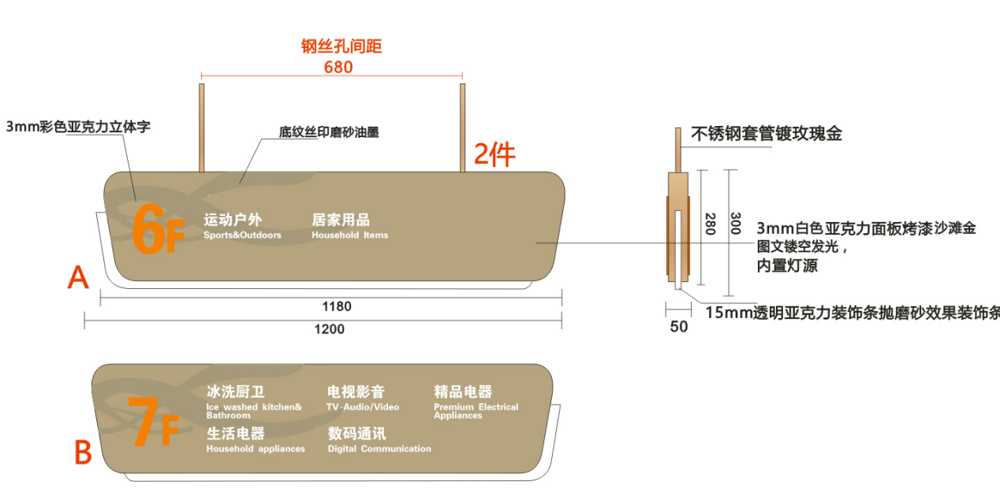 钢丝孔间距
680
3mm彩色亚克力立体字
底纹丝印磨砂油墨
2件
不锈钢套管镀玫瑰金
6F
运动户外
Sports&Outdoors
居家用品
Household Items
280
300
3mm白色亚克力面板烤漆沙滩金
图文镂空发光，
内置灯源
A
1180
1200
50
15mm透明亚克力装饰条抛磨砂效果装饰条
7F
冰洗厨卫
Ice washed kitchen&
Bathroom
电视影音
TV-Audio/Video
精品电器
Premium Electrical
Appliances
生活电器
Household appliances
数码通讯
Digital Communication
B